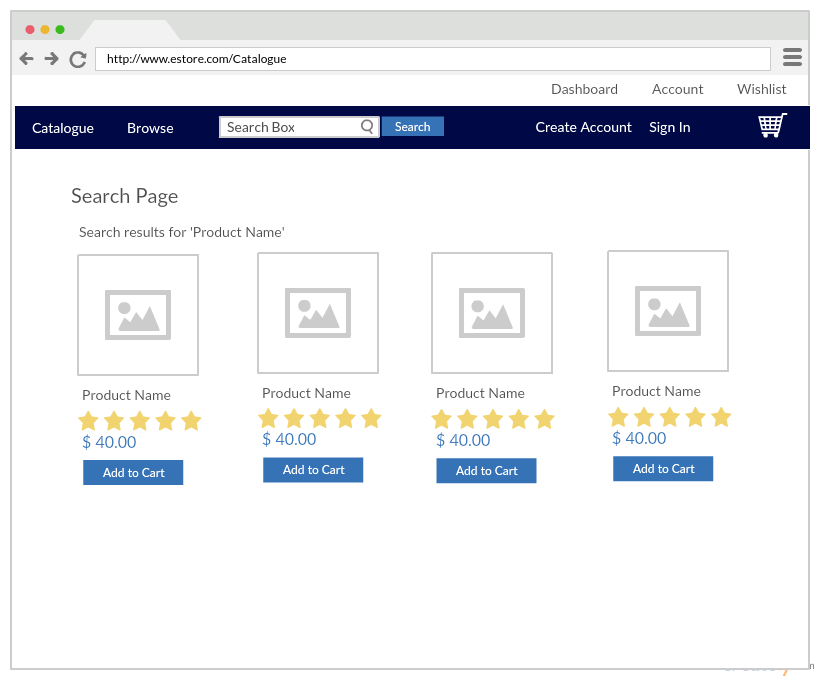 http://www.estore.com/Catalogue
Dashboard Account Wishlist
Catalogue Browse Search Box Search Create Account Sign In
Search Page
Search results for 'Product Name'
Product Name Product Name Product Name Product Name
$ 40.00 $ 40.00 $ 40.00 $ 40.00
Add to Cart Add to Cart Add to Cart Add to Cart